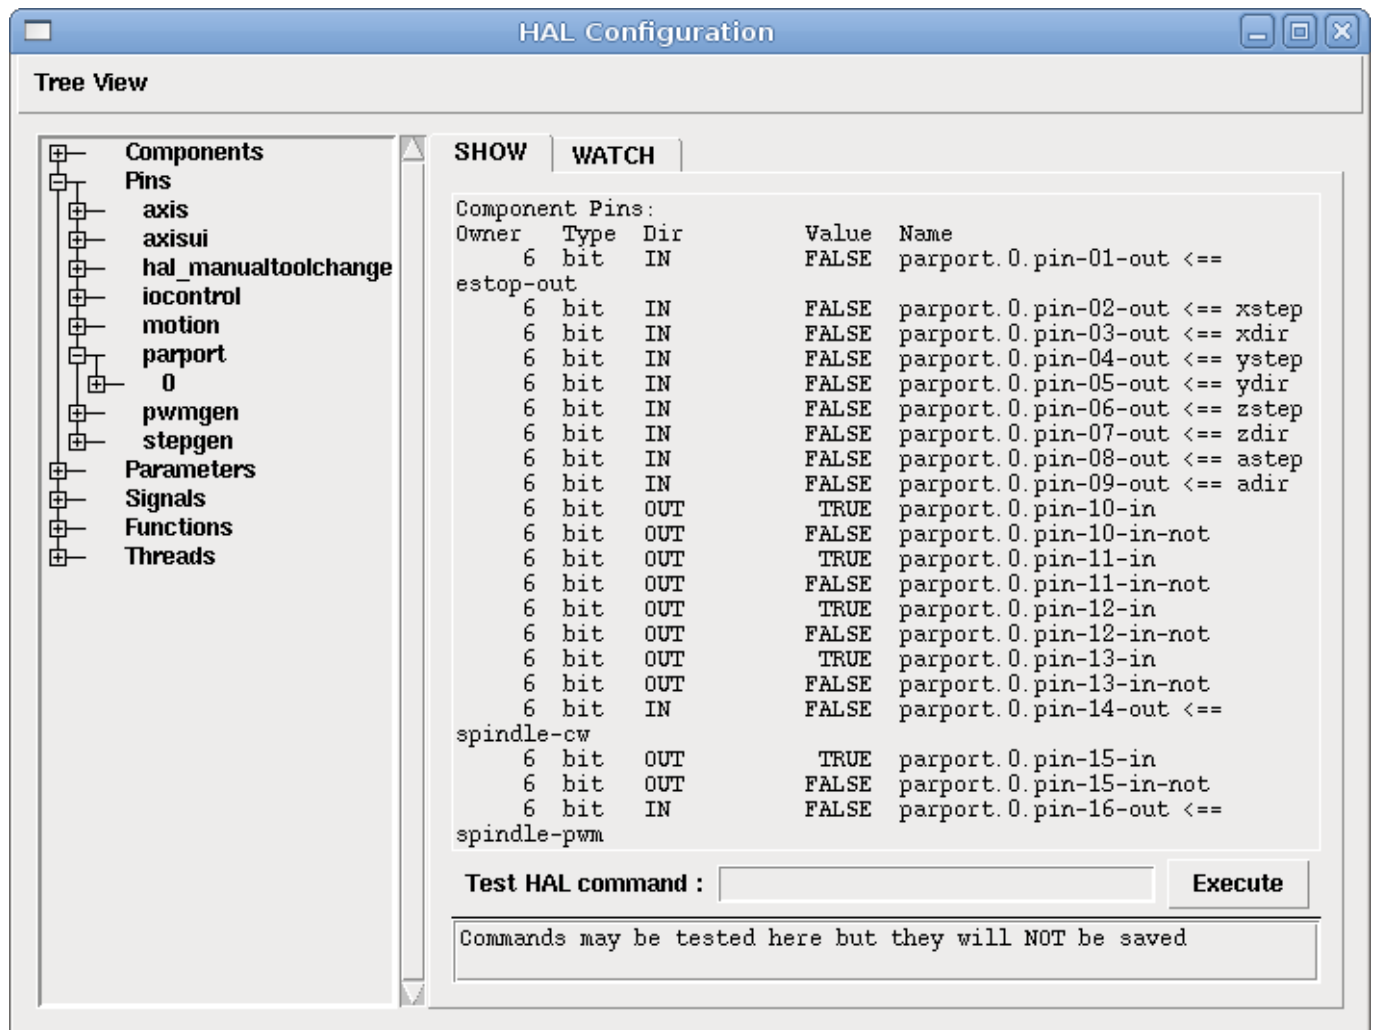 HAL Configuration
Tree View
Components
Pins
axis
axisui
hal_manualtoolchange
iocontrol
motion
parport
0
pwmgen
stepgen
Parameters
Signals
Functions
Threads
SHOW WATCH
Component Pins:
Owner Type Dir Value Name
6 bit IN FALSE parport.0.pin-01-out <==
estop-out
6 bit IN FALSE parport.0.pin-02-out <== xstep
6 bit IN FALSE parport.0.pin-03-out <== xdir
6 bit IN FALSE parport.0.pin-04-out <== ystep
6 bit IN FALSE parport.0.pin-05-out <== ydir
6 bit IN FALSE parport.0.pin-06-out <== zstep
6 bit IN FALSE parport.0.pin-07-out <== zdir
6 bit IN FALSE parport.0.pin-08-out <== astep
6 bit IN FALSE parport.0.pin-09-out <== adir
6 bit OUT TRUE parport.0.pin-10-in
6 bit OUT FALSE parport.0.pin-10-in-not
6 bit OUT TRUE parport.0.pin-11-in
6 bit OUT FALSE parport.0.pin-11-in-not
6 bit OUT TRUE parport.0.pin-12-in
6 bit OUT FALSE parport.0.pin-12-in-not
6 bit OUT TRUE parport.0.pin-13-in
6 bit OUT FALSE parport.0.pin-13-in-not
6 bit IN FALSE parport.0.pin-14-out <==
spindle-cw
6 bit OUT TRUE parport.0.pin-15-in
6 bit OUT FALSE parport.0.pin-15-in-not
6 bit IN FALSE parport.0.pin-16-out <==
spindle-pwm
Test HAL command : Execute
Commands may be tested here but they will NOT be saved